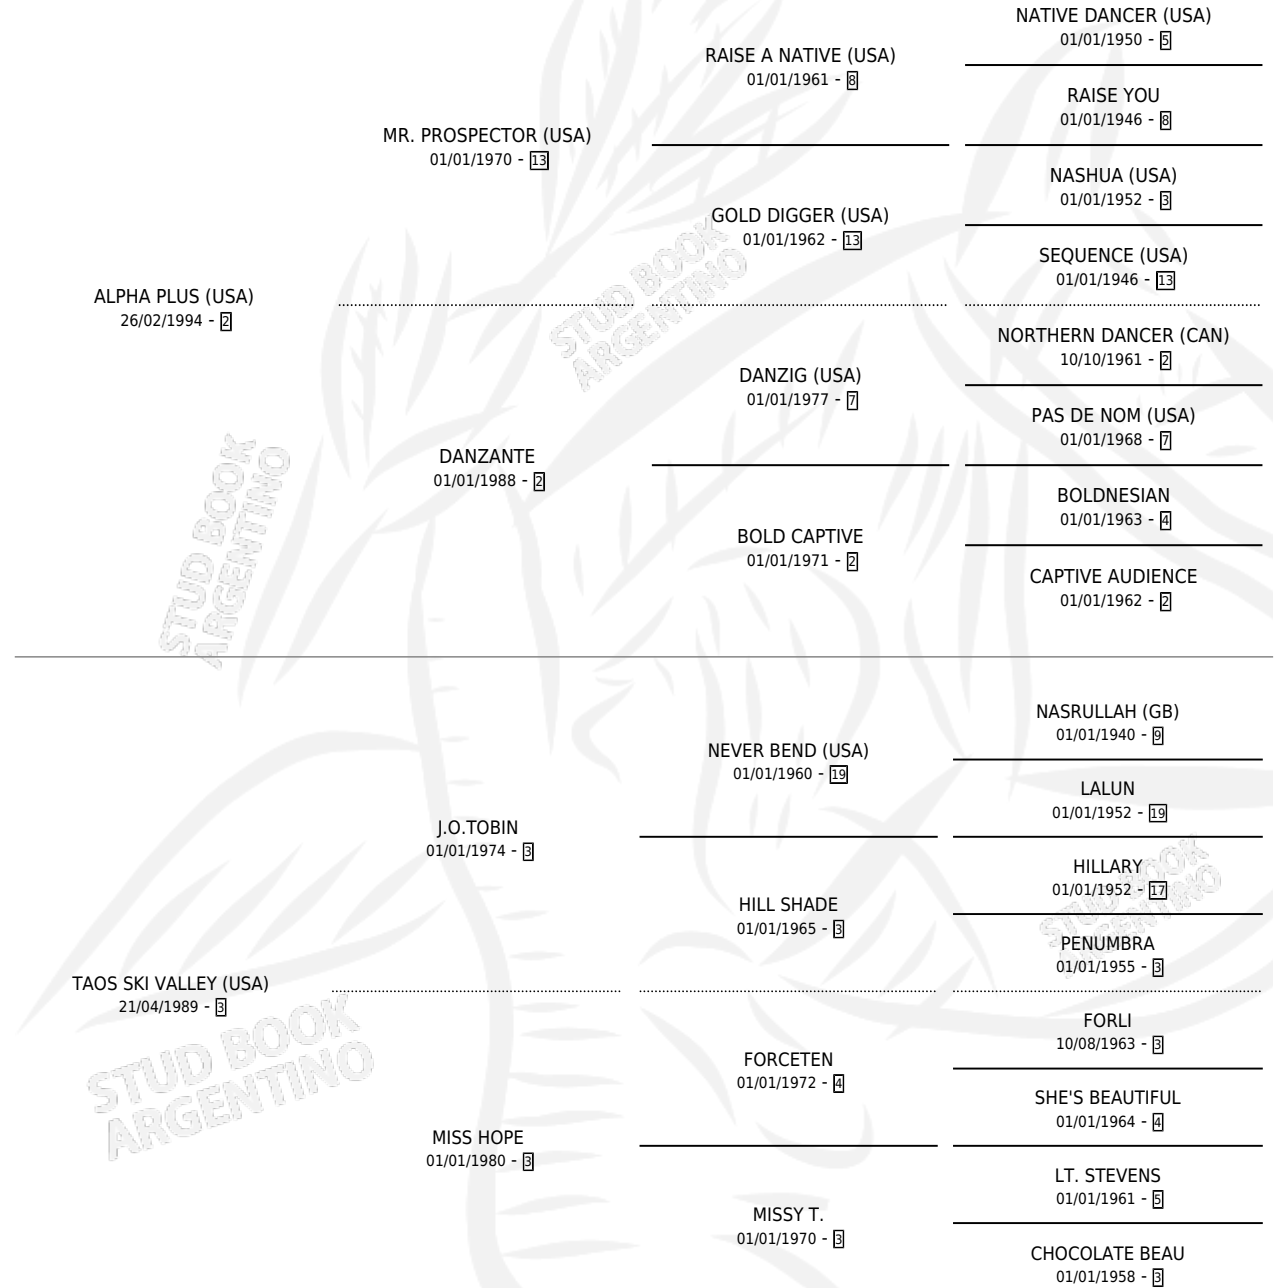 NATIVE DANCER (USA)
01/01/1950 - 5
RAISE A NATIVE (USA)
01/01/1961 - 8
RAISE YOU
01/01/1946 - 8
MR. PROSPECTOR (USA)
01/01/1970 - 13
NASHUA (USA)
01/01/1952 - 3
GOLD DIGGER (USA)
01/01/1962 - 13
SEQUENCE (USA)
01/01/1946 - 13
ALPHA PLUS (USA)
26/02/1994 - 2
STUD BOOK
ARGENTINO
NORTHERN DANCER (CAN)
10/10/1961 - 2
DANZIG (USA)
01/01/1977 - 7
PAS DE NOM (USA)
01/01/1968 - 7
DANZANTE
01/01/1988 - 2
BOLDNESIAN
01/01/1963 - 4
BOLD CAPTIVE
01/01/1971 - 2
CAPTIVE AUDIENCE
01/01/1962 - 2
STUD BOOK
ARGENTINO
NASRULLAH (GB)
01/01/1940 - 9
NEVER BEND (USA)
01/01/1960 - 19
LALUN
01/01/1952 - 19
J.O.TOBIN
01/01/1974 - 3
HILLARY
01/01/1952 - 17
HILL SHADE
01/01/1965 - 3
STUD BOOK
ARGENTINO
PENUMBRA
01/01/1955 - 3
TAOS SKI VALLEY (USA)
21/04/1989 - 3
FORLI
10/08/1963 - 3
FORCETEN
01/01/1972 - 4
SHE'S BEAUTIFUL
01/01/1964 - 4
STUD BOOK
ARGENTINO
MISS HOPE
01/01/1980 - 3
LT. STEVENS
01/01/1961 - 5
MISSY T.
01/01/1970 - 3
CHOCOLATE BEAU
01/01/1958 - 3